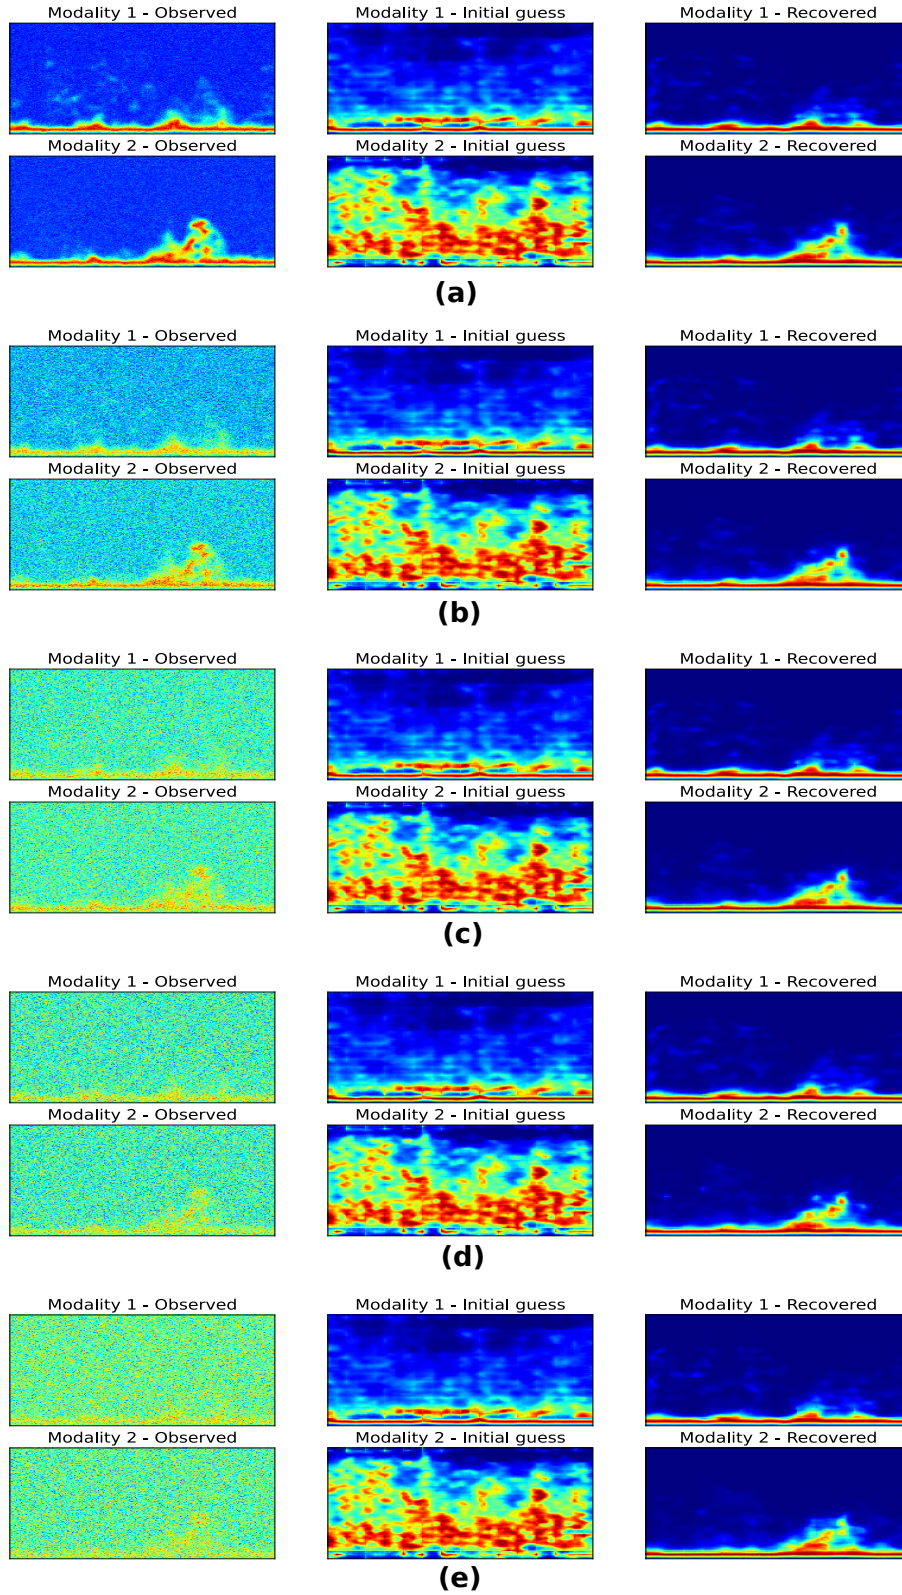 Modality 1 - Observed Modality 1 - Initial guess Modality 1 - Recovered
Modality 2 - Observed Modality 2 - Initial guess Modality 2 - Recovered
(a)
Modality 1 - Observed Modality 1 - Initial guess Modality 1 - Recovered
Modality 2 - Observed Modality 2 - Initial guess Modality 2 - Recovered
(b)
Modality 1 - Observed Modality 1 - Initial guess Modality 1 - Recovered
Modality 2 - Observed Modality 2 - Initial guess Modality 2 - Recovered
(c)
Modality 1 - Observed Modality 1 - Initial guess Modality 1 - Recovered
Modality 2 - Observed Modality 2 - Initial guess Modality 2 - Recovered
(d)
Modality 1 - Observed Modality 1 - Initial guess Modality 1 - Recovered
Modality 2 - Observed Modality 2 - Initial guess Modality 2 - Recovered
(e)